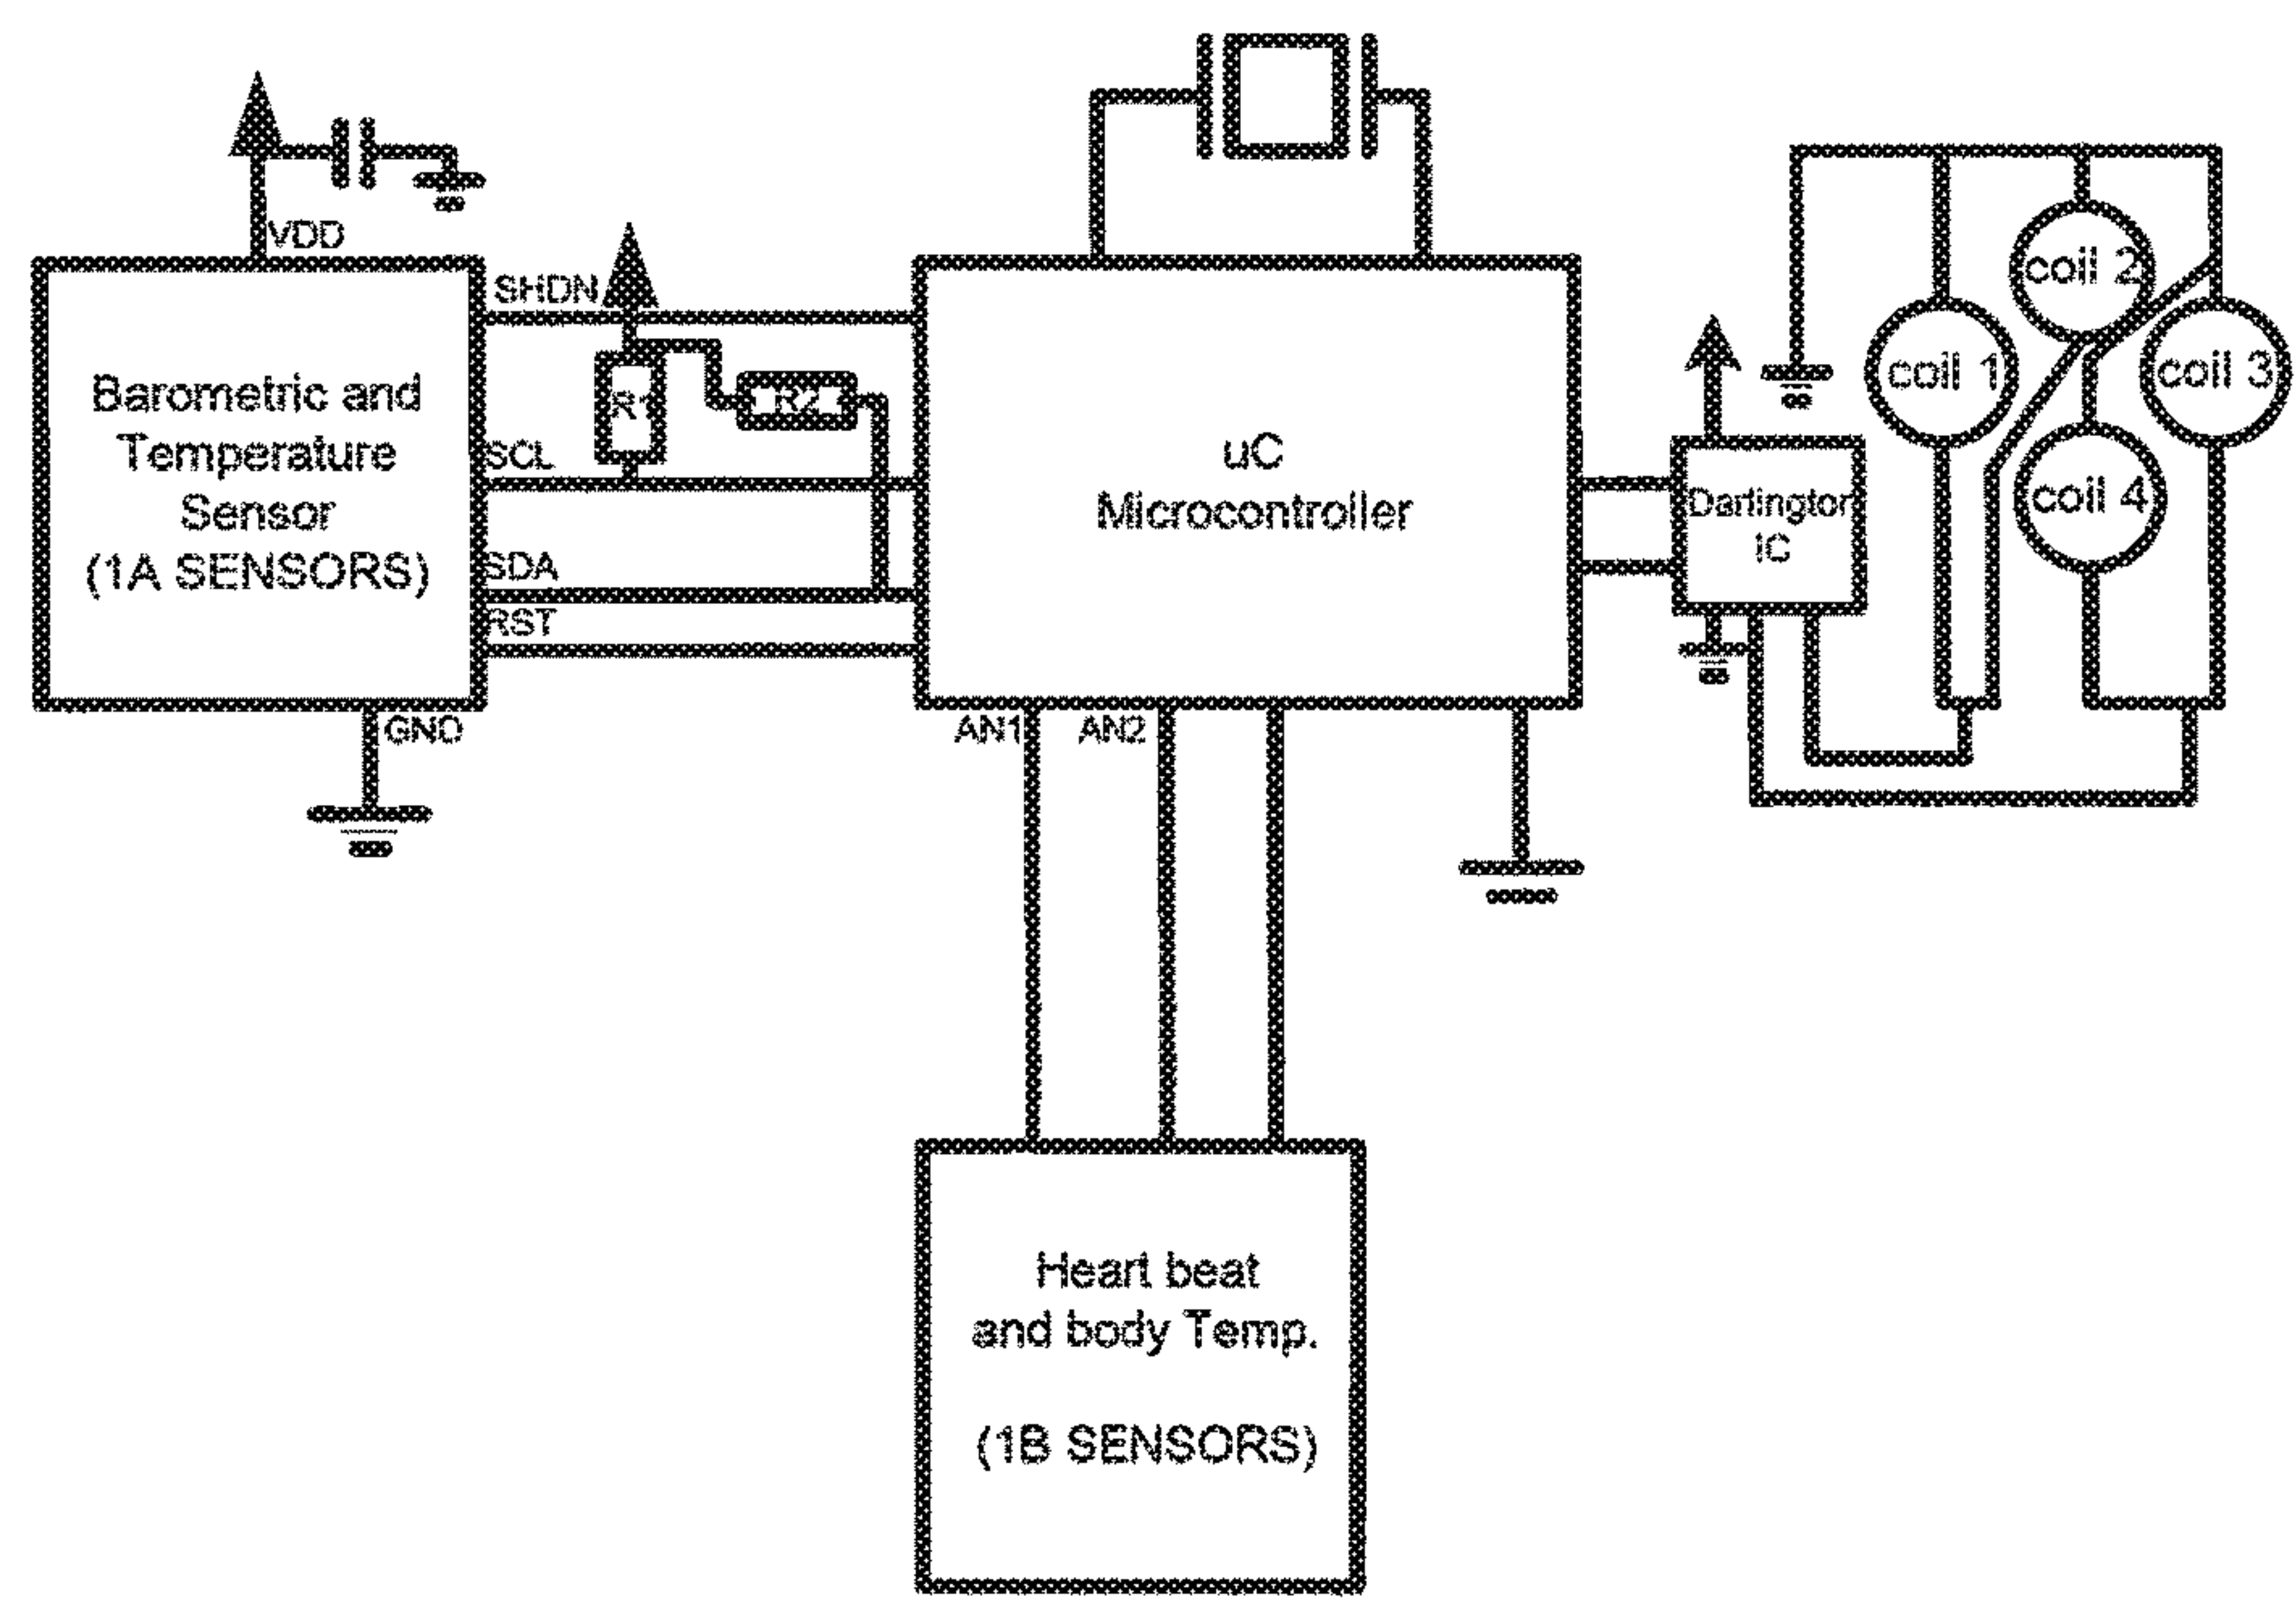 VDD
SHDN
Barometric and
Temperature
Sensor
(1A SENSORS)
R1
R2
SCL
SDA
RST
GND
uC
Microcontroller
AN1
AN2
Darlington
IC
coil 1
coil 2
coil 3
coil 4
Heart beat
and body Temp.
(1B SENSORS)